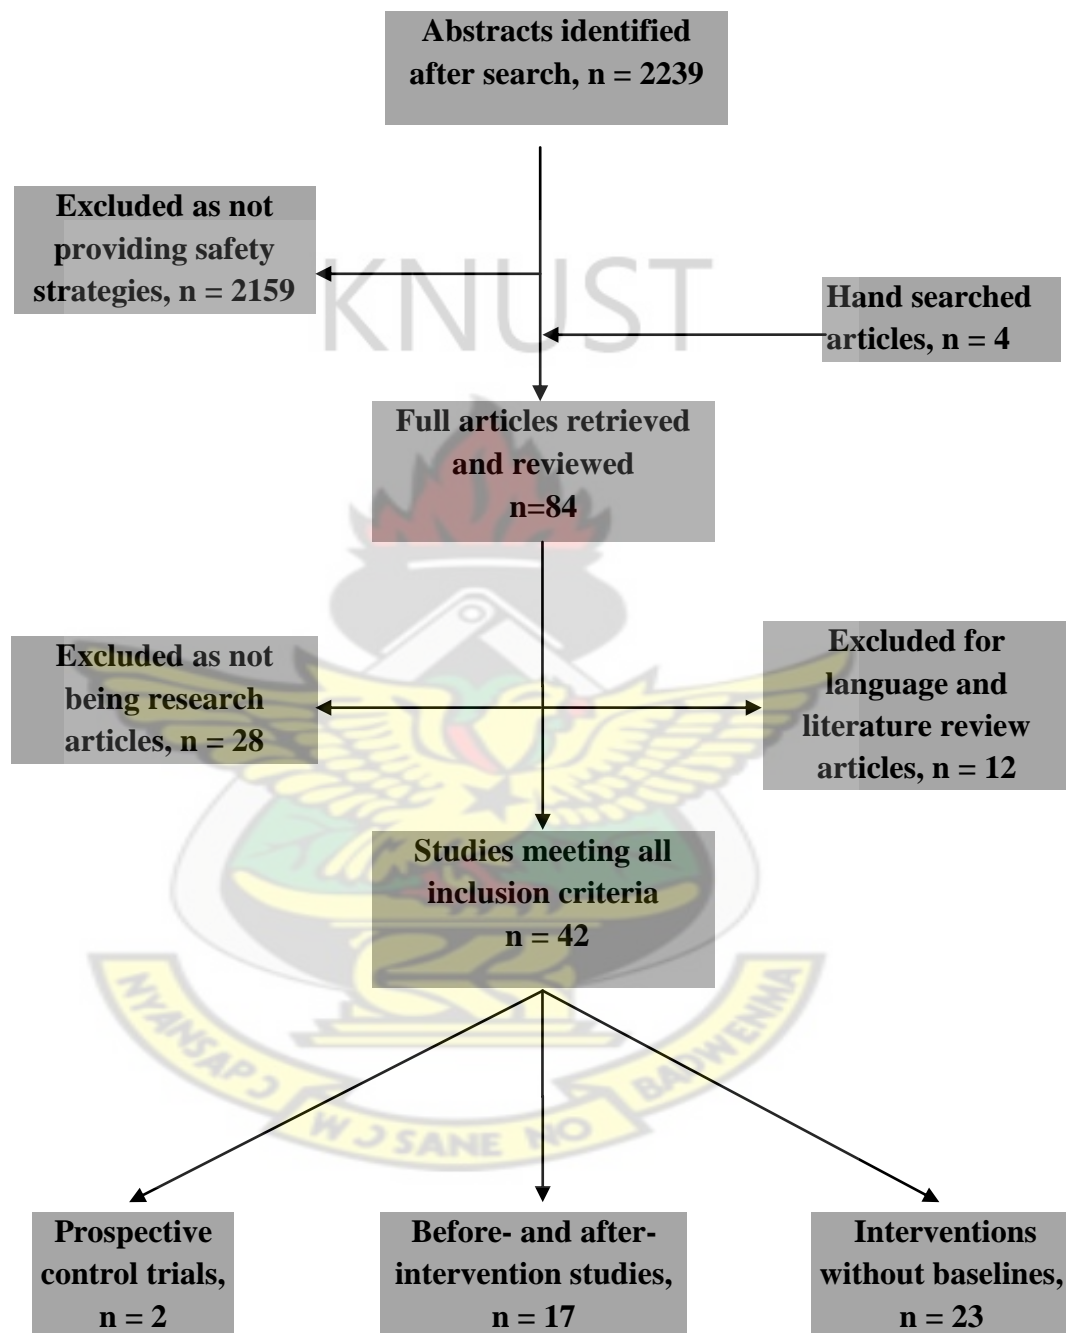 Abstracts identified
after search, n = 2239
Excluded as not
providing safety
strategies, n = 2159
KNUST
Hand searched
articles, n = 4
Full articles retrieved
and reviewed
n=84
Excluded as not
being research
articles, n = 28
Excluded for
language and
literature review
articles, n = 12
Studies meeting all
inclusion criteria
n = 42
NYANSAPƆ
WƆ SANE NO
BADWENMA
Prospective
control trials,
n = 2
Before- and after-
intervention studies,
n = 17
Interventions
without baselines,
n = 23